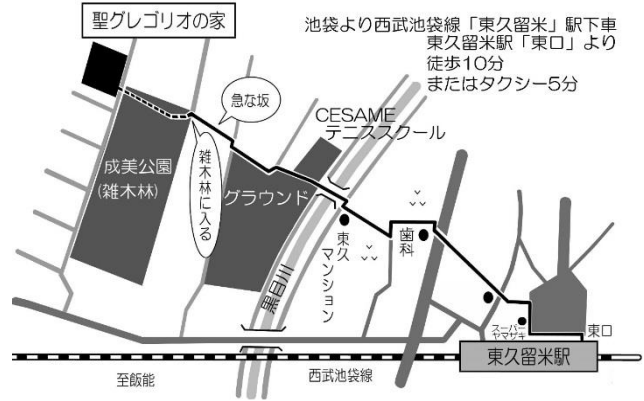 聖グレゴリオの家
池袋より西武池袋線「東久留米」駅下車
東久留米駅「東口」より
徒歩10分
またはタクシー5分
急な坂
CESAME
テニススクール
成美公園
(雑木林)
雑木林に入る
グラウンド
黒目川
東久
マンション
歯科
スーパー
ヤマザキ
東口
東久留米駅
至飯能
西武池袋線